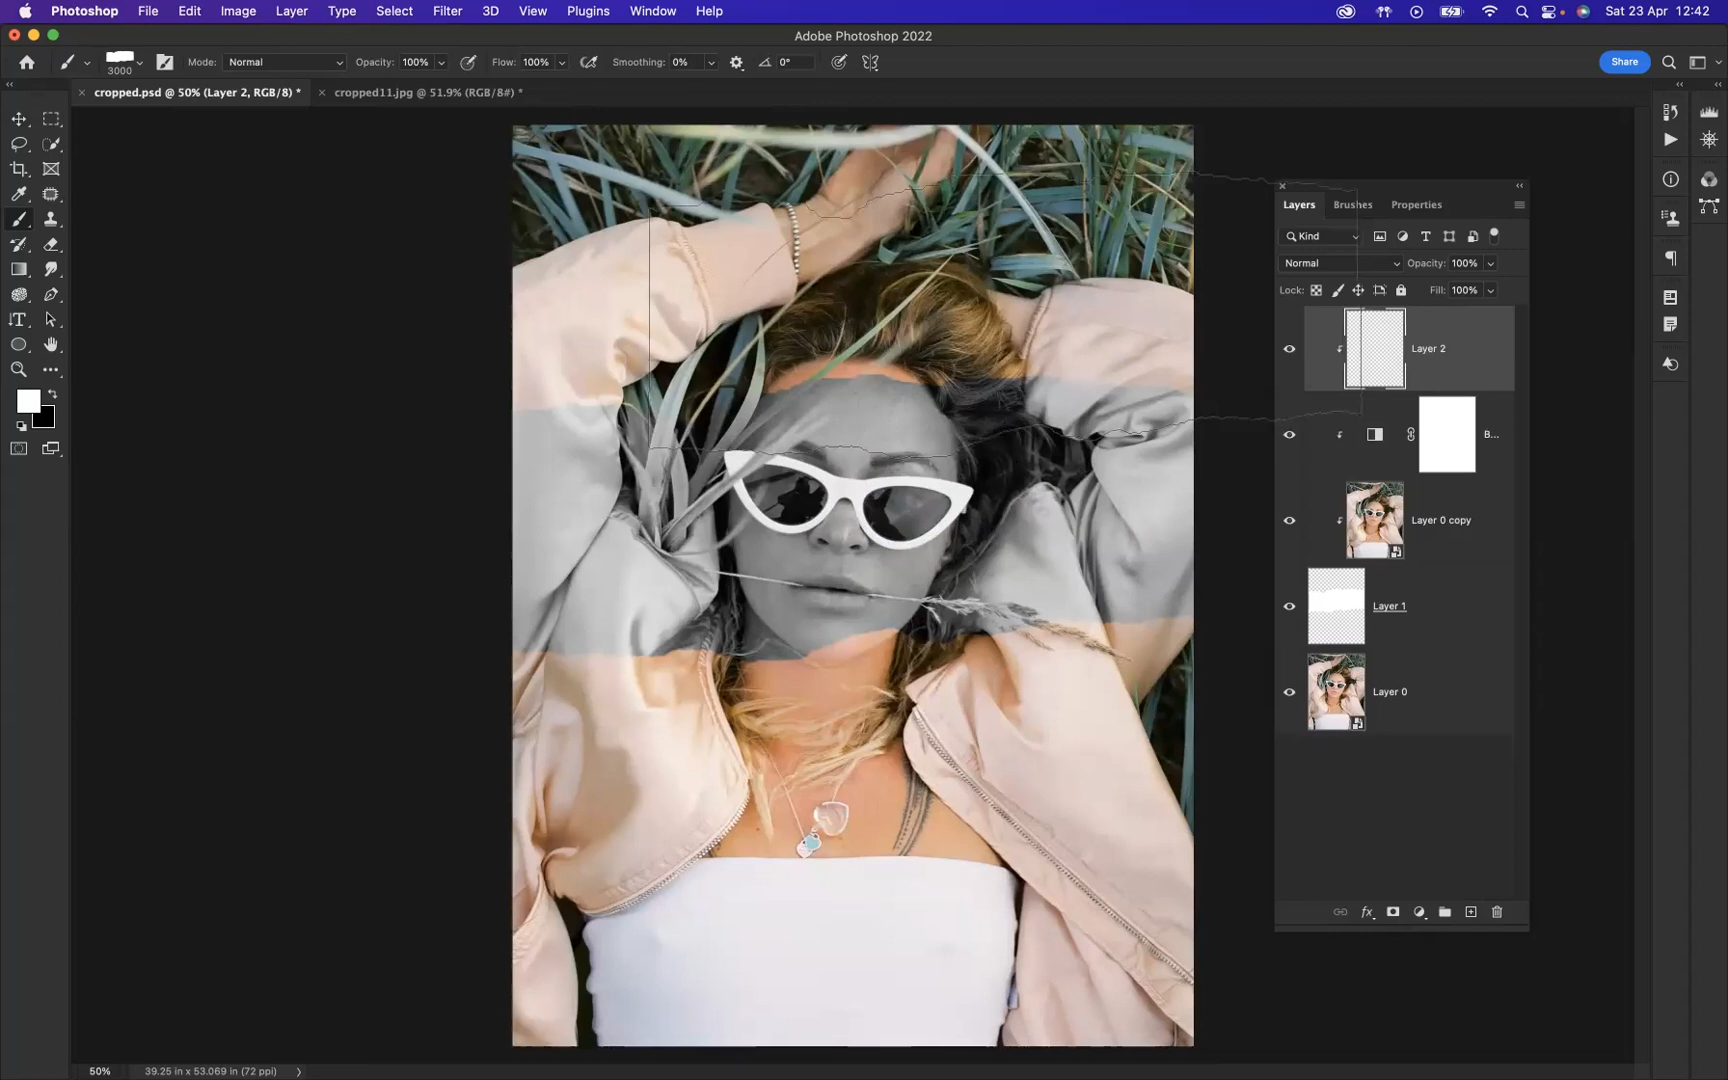 Photoshop File Edit Image Layer Type Select Filter 3D View Plugins Window Help Sat 23 Apr 12:42
Adobe Photoshop 2022
3000 Mode: Normal Opacity: 100% Flow: 100% Smoothing: 0% 0° Share
cropped.psd @ 50% (Layer 2, RGB/8) * cropped11.jpg @ 51.9% (RGB/8#) *
Layers Brushes Properties
Kind
Normal Opacity: 100%
Lock: Fill: 100%
Layer 2
B...
Layer 0 copy
Layer 1
Layer 0
fx
50% 39.25 in x 53.069 in (72 ppi)